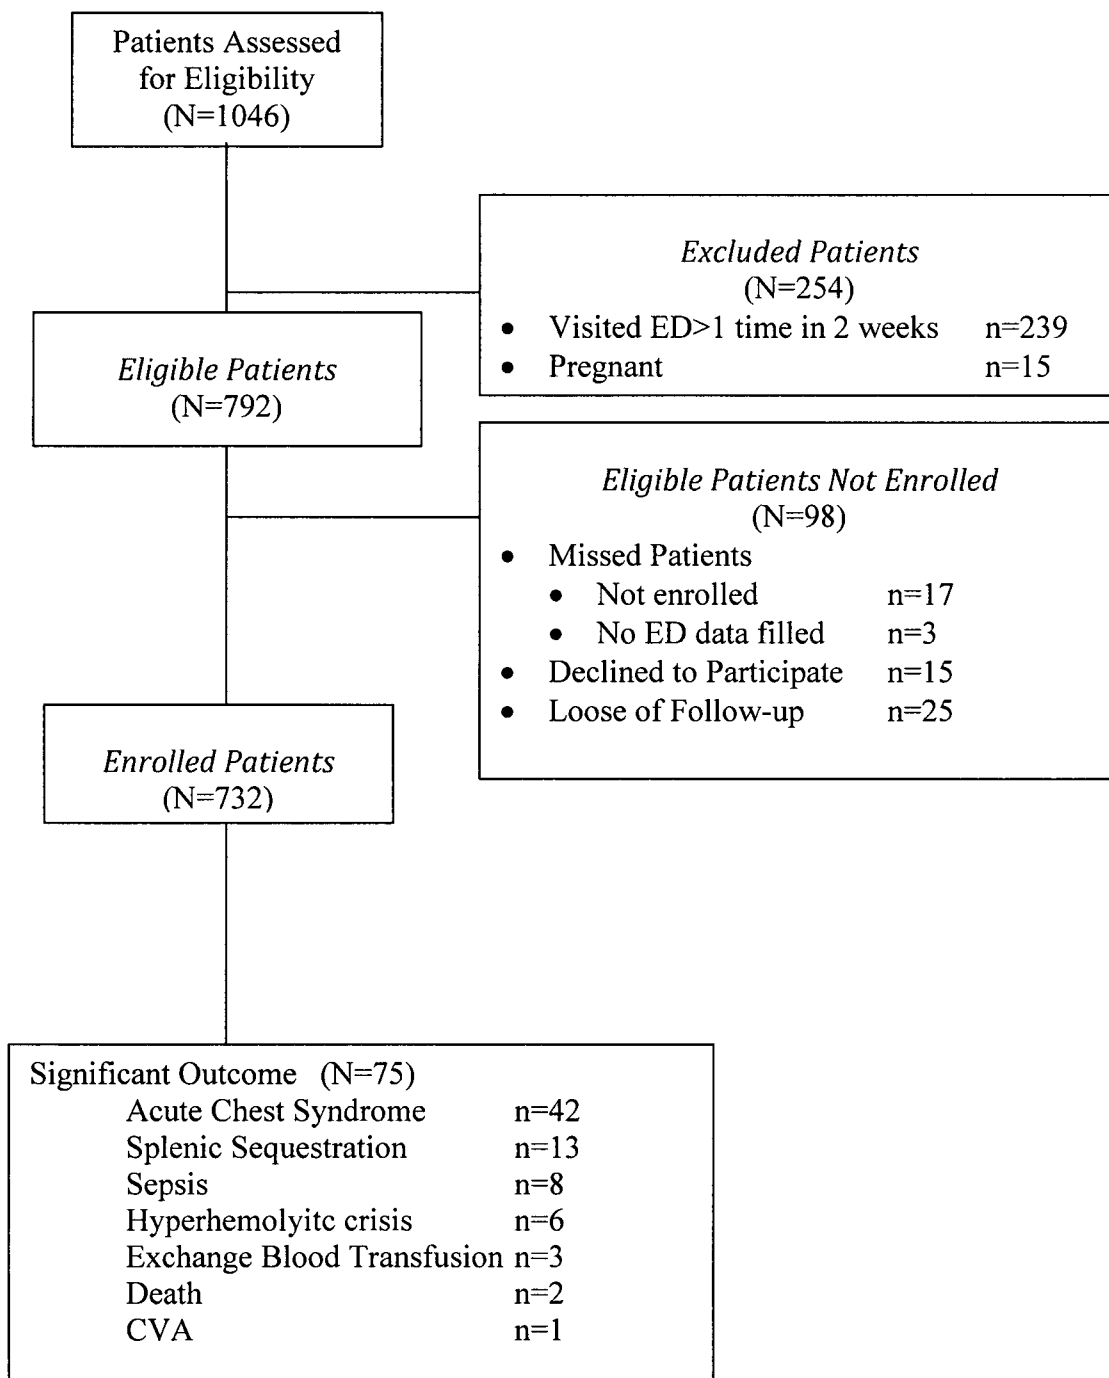 Patients Assessed
for Eligibility
(N=1046)
Excluded Patients
(N=254)
• Visited ED>1 time in 2 weeks n=239
• Pregnant n=15
Eligible Patients
(N=792)
Eligible Patients Not Enrolled
(N=98)
• Missed Patients
• Not enrolled n=17
• No ED data filled n=3
• Declined to Participate n=15
• Loose of Follow-up n=25
Enrolled Patients
(N=732)
Significant Outcome (N=75)
Acute Chest Syndrome n=42
Splenic Sequestration n=13
Sepsis n=8
Hyperhemolyitc crisis n=6
Exchange Blood Transfusion n=3
Death n=2
CVA n=1